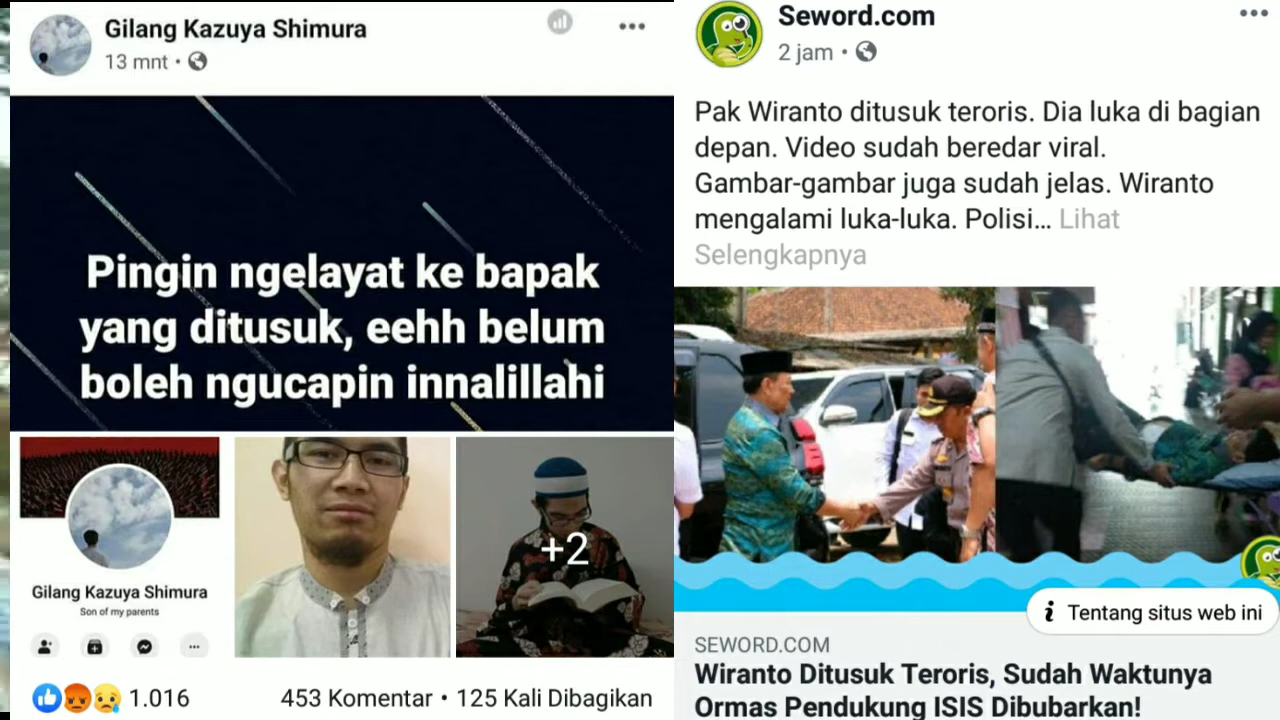 Gilang Kazuya Shimura
13 mnt •
Pingin ngelayat ke bapak
yang ditusuk, eehh belum
boleh ngucapin innalillahi
+2
Gilang Kazuya Shimura
Son of my parents
1.016
453 Komentar • 125 Kali Dibagikan
Seword.com
2 jam •
Pak Wiranto ditusuk teroris. Dia luka di bagian
depan. Video sudah beredar viral.
Gambar-gambar juga sudah jelas. Wiranto
mengalami luka-luka. Polisi... Lihat
Selengkapnya
i Tentang situs web ini
SEWORD.COM
Wiranto Ditusuk Teroris, Sudah Waktunya
Ormas Pendukung ISIS Dibubarkan!